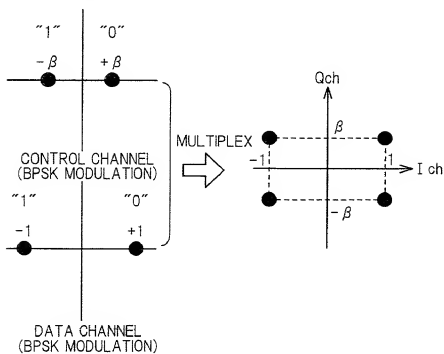 "1" "0"
-β +β
CONTROL CHANNEL
(BPSK MODULATION)
"1" "0"
-1 +1
DATA CHANNEL
(BPSK MODULATION)
MULTIPLEX
Qch
β
-1 1
I ch
-β